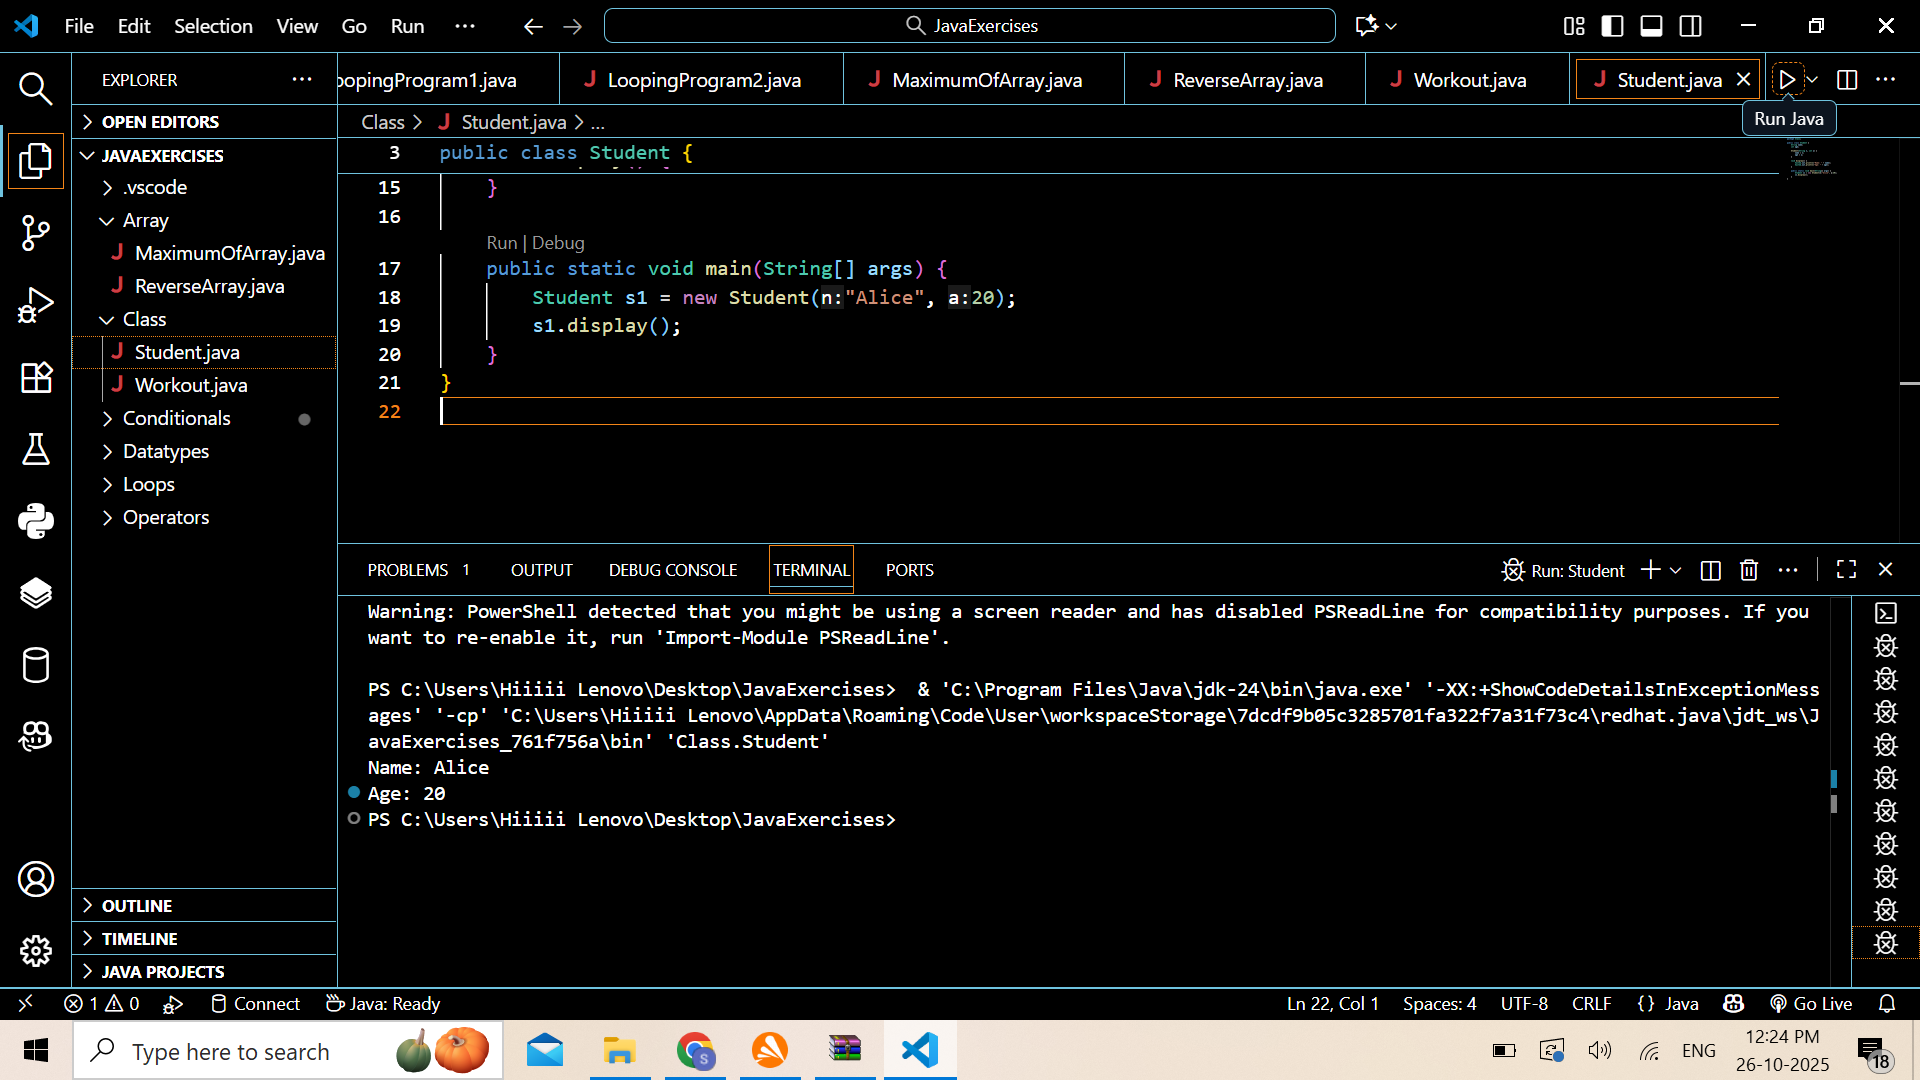 File Edit Selection View Go Run ··· JavaExercises
EXPLORER ···
oopingProgram1.java LoopingProgram2.java MaximumOfArray.java ReverseArray.java Workout.java Student.java
Run Java
OPEN EDITORS
JAVAEXERCISES
.vscode
Array
MaximumOfArray.java
ReverseArray.java
Class
Student.java
Workout.java
Conditionals
Datatypes
Loops
Operators
OUTLINE
TIMELINE
JAVA PROJECTS
Class > Student.java > ...
3 public class Student {
15 }
16
Run | Debug
17 public static void main(String[] args) {
18 Student s1 = new Student(n:"Alice", a:20);
19 s1.display();
20 }
21 }
22
PROBLEMS 1 OUTPUT DEBUG CONSOLE TERMINAL PORTS Run: Student
Warning: PowerShell detected that you might be using a screen reader and has disabled PSReadLine for compatibility purposes. If you
want to re-enable it, run 'Import-Module PSReadLine'.
PS C:\Users\Hiiiii Lenovo\Desktop\JavaExercises>  & 'C:\Program Files\Java\jdk-24\bin\java.exe' '-XX:+ShowCodeDetailsInExceptionMess
ages' '-cp' 'C:\Users\Hiiiii Lenovo\AppData\Roaming\Code\User\workspaceStorage\7dcdf9b05c3285701fa322f7a31f73c4\redhat.java\jdt_ws\J
avaExercises_761f756a\bin' 'Class.Student'
Name: Alice
Age: 20
PS C:\Users\Hiiiii Lenovo\Desktop\JavaExercises>
1 0 Connect Java: Ready Ln 22, Col 1 Spaces: 4 UTF-8 CRLF {} Java Go Live
Type here to search S ENG 12:24 PM
26-10-2025 18